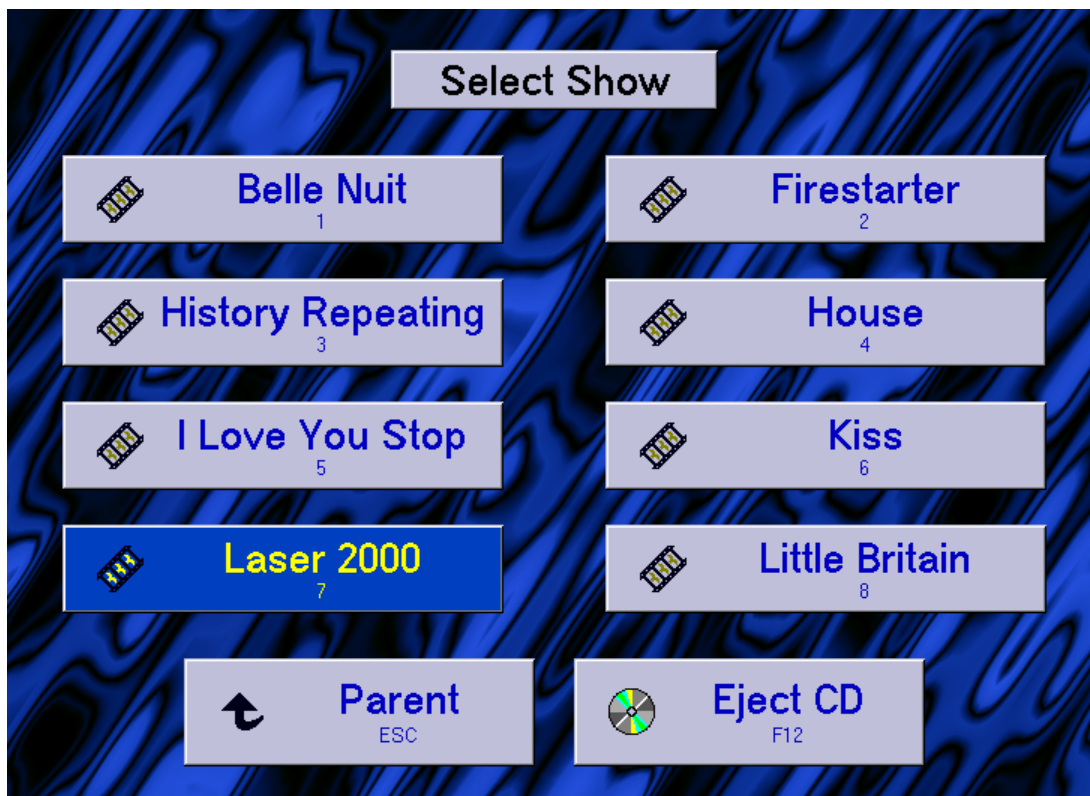 Select Show
Belle Nuit
1
Firestarter
2
History Repeating
3
House
4
I Love You Stop
5
Kiss
6
Laser 2000
7
Little Britain
8
Parent
ESC
Eject CD
F12